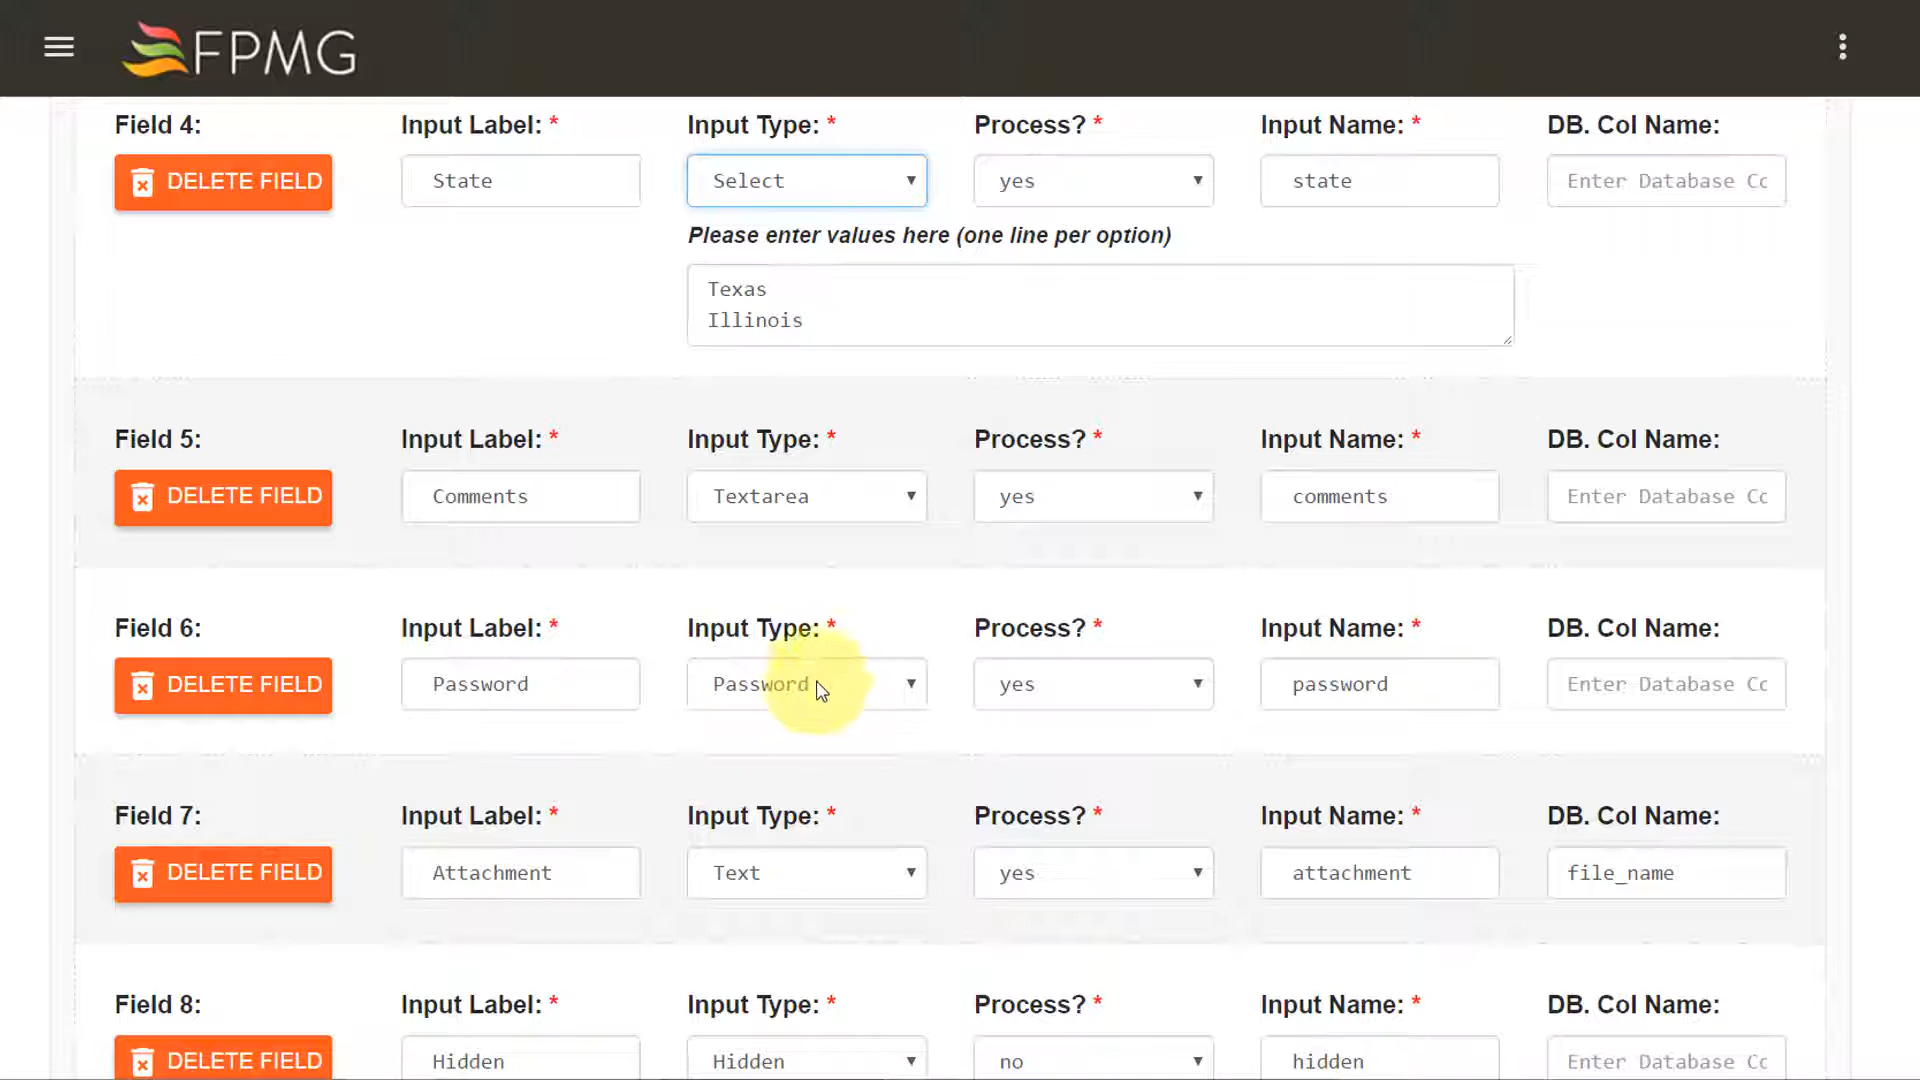 FPMG
Field 4: Input Label: * Input Type: * Process? * Input Name: * DB. Col Name:
DELETE FIELD State Select yes state Enter Database Cc
Please enter values here (one line per option)
Texas
Illinois
Field 5: Input Label: * Input Type: * Process? * Input Name: * DB. Col Name:
DELETE FIELD Comments Textarea yes comments Enter Database Cc
Field 6: Input Label: * Input Type: * Process? * Input Name: * DB. Col Name:
DELETE FIELD Password Password yes password Enter Database Cc
Field 7: Input Label: * Input Type: * Process? * Input Name: * DB. Col Name:
DELETE FIELD Attachment Text yes attachment file_name
Field 8: Input Label: * Input Type: * Process? * Input Name: * DB. Col Name:
DELETE FIELD Hidden Hidden no hidden Enter Database Cc